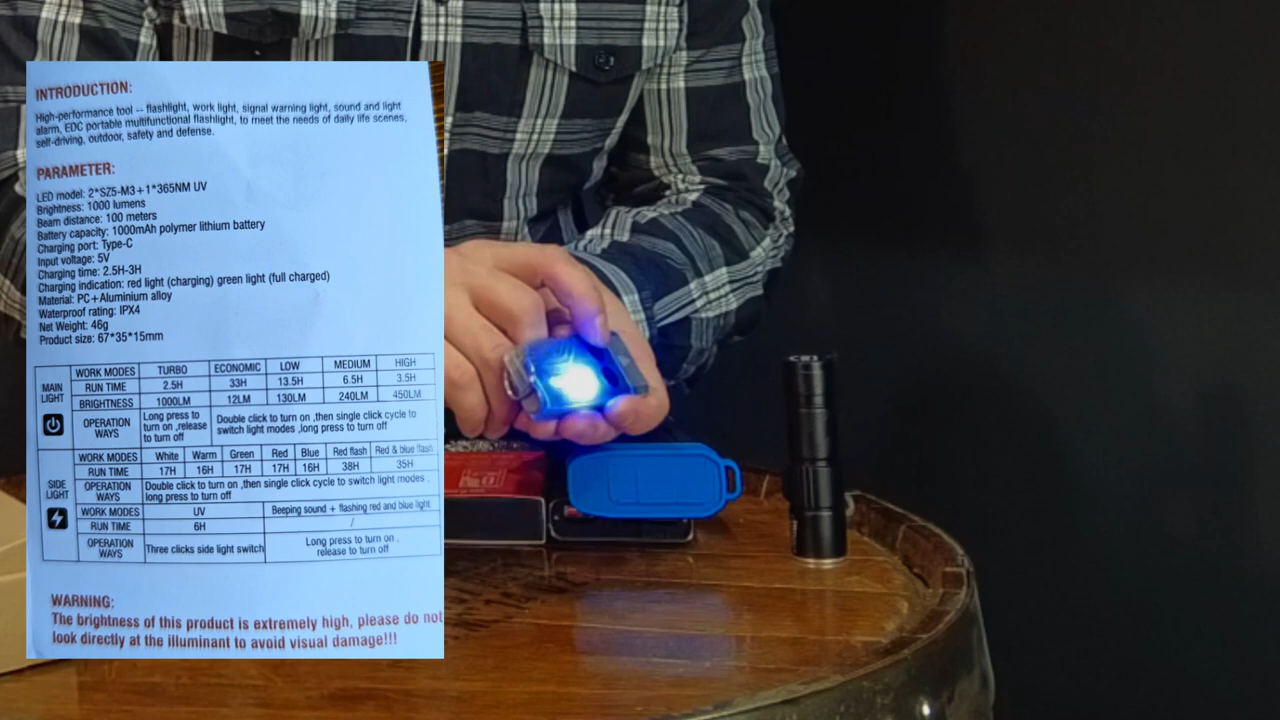 INTRODUCTION:
High-performance tool -- flashlight, work light, signal warning light, sound and light
alarm, EDC portable multifunctional flashlight, to meet the needs of daily life scenes,
self-driving, outdoor, safety and defense.
PARAMETER:
LED model: 2*SZ5-M3+1*365NM UV
Brightness: 1000 lumens
Beam distance: 100 meters
Battery capacity: 1000mAh polymer lithium battery
Charging port: Type-C
Input voltage: 5V
Charging time: 2.5H-3H
Charging indication: red light (charging) green light (full charged)
Material: PC+Aluminium alloy
Waterproof rating: IPX4
Net Weight: 46g
Product size: 67*35*15mm
MAIN LIGHT
WORK MODES TURBO ECONOMIC LOW MEDIUM HIGH
RUN TIME 2.5H 33H 13.5H 6.5H 3.5H
BRIGHTNESS 1000LM 12LM 130LM 240LM 450LM
OPERATION WAYS Long press to turn on ,release to turn off Double click to turn on ,then single click cycle to switch light modes ,long press to turn off
SIDE LIGHT
WORK MODES White Warm Green Red Blue Red flash Red & blue flash
RUN TIME 17H 16H 17H 17H 16H 38H 35H
OPERATION WAYS Double click to turn on ,then single click cycle to switch light modes , long press to turn off
WORK MODES UV Beeping sound + flashing red and blue light
RUN TIME 6H /
OPERATION WAYS Three clicks side light switch Long press to turn on , release to turn off
WARNING:
The brightness of this product is extremely high, please do not
look directly at the illuminant to avoid visual damage!!!